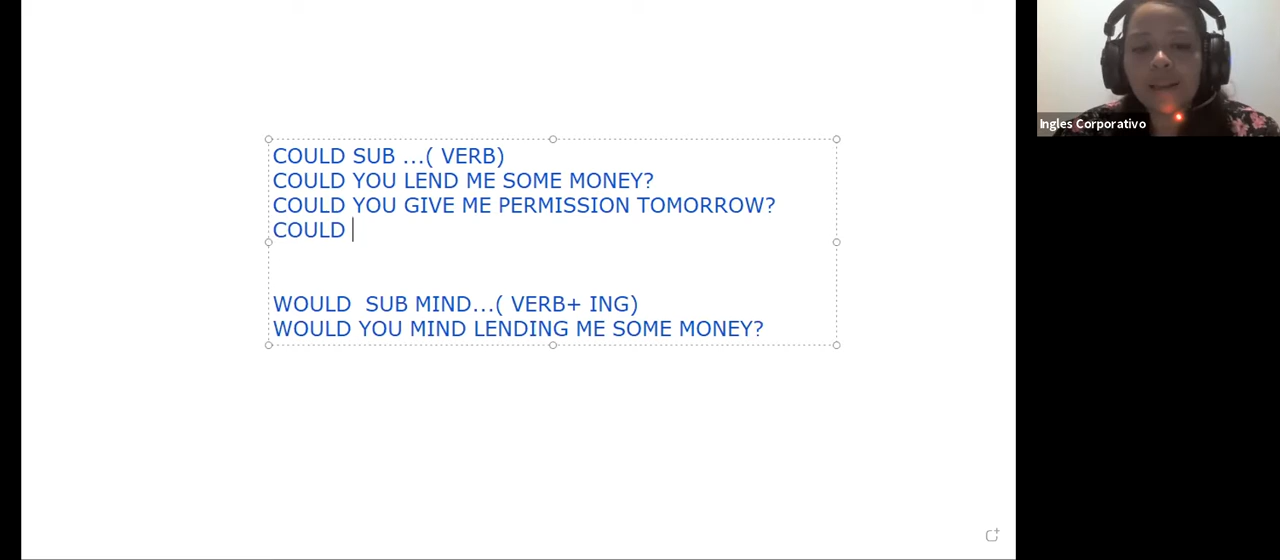 COULD SUB ...( VERB)
COULD YOU LEND ME SOME MONEY?
COULD YOU GIVE ME PERMISSION TOMORROW?
COULD
WOULD  SUB MIND...( VERB+ ING)
WOULD YOU MIND LENDING ME SOME MONEY?
Ingles Corporativo